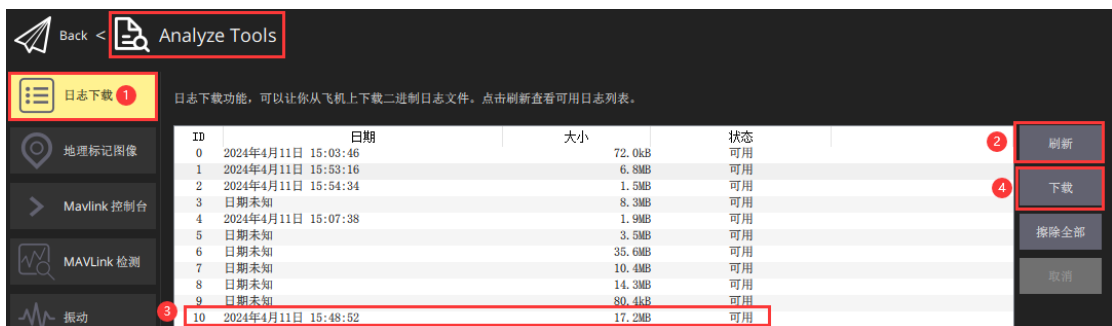 Back < Analyze Tools
日志下载 1
日志下载功能，可以让你从飞机上下载二进制日志文件。点击刷新查看可用日志列表。
地理标记图像
Mavlink 控制台
MAVLink 检测
振动
ID 日期 大小 状态
0 2024年4月11日 15:03:46 72.0kB 可用
1 2024年4月11日 15:53:16 6.8MB 可用
2 2024年4月11日 15:54:34 1.5MB 可用
3 日期未知 8.3MB 可用
4 2024年4月11日 15:07:38 1.9MB 可用
5 日期未知 3.5MB 可用
6 日期未知 35.6MB 可用
7 日期未知 10.4MB 可用
8 日期未知 14.3MB 可用
9 日期未知 80.4kB 可用
3 10 2024年4月11日 15:48:52 17.2MB 可用
2 刷新
4 下载
擦除全部
取消